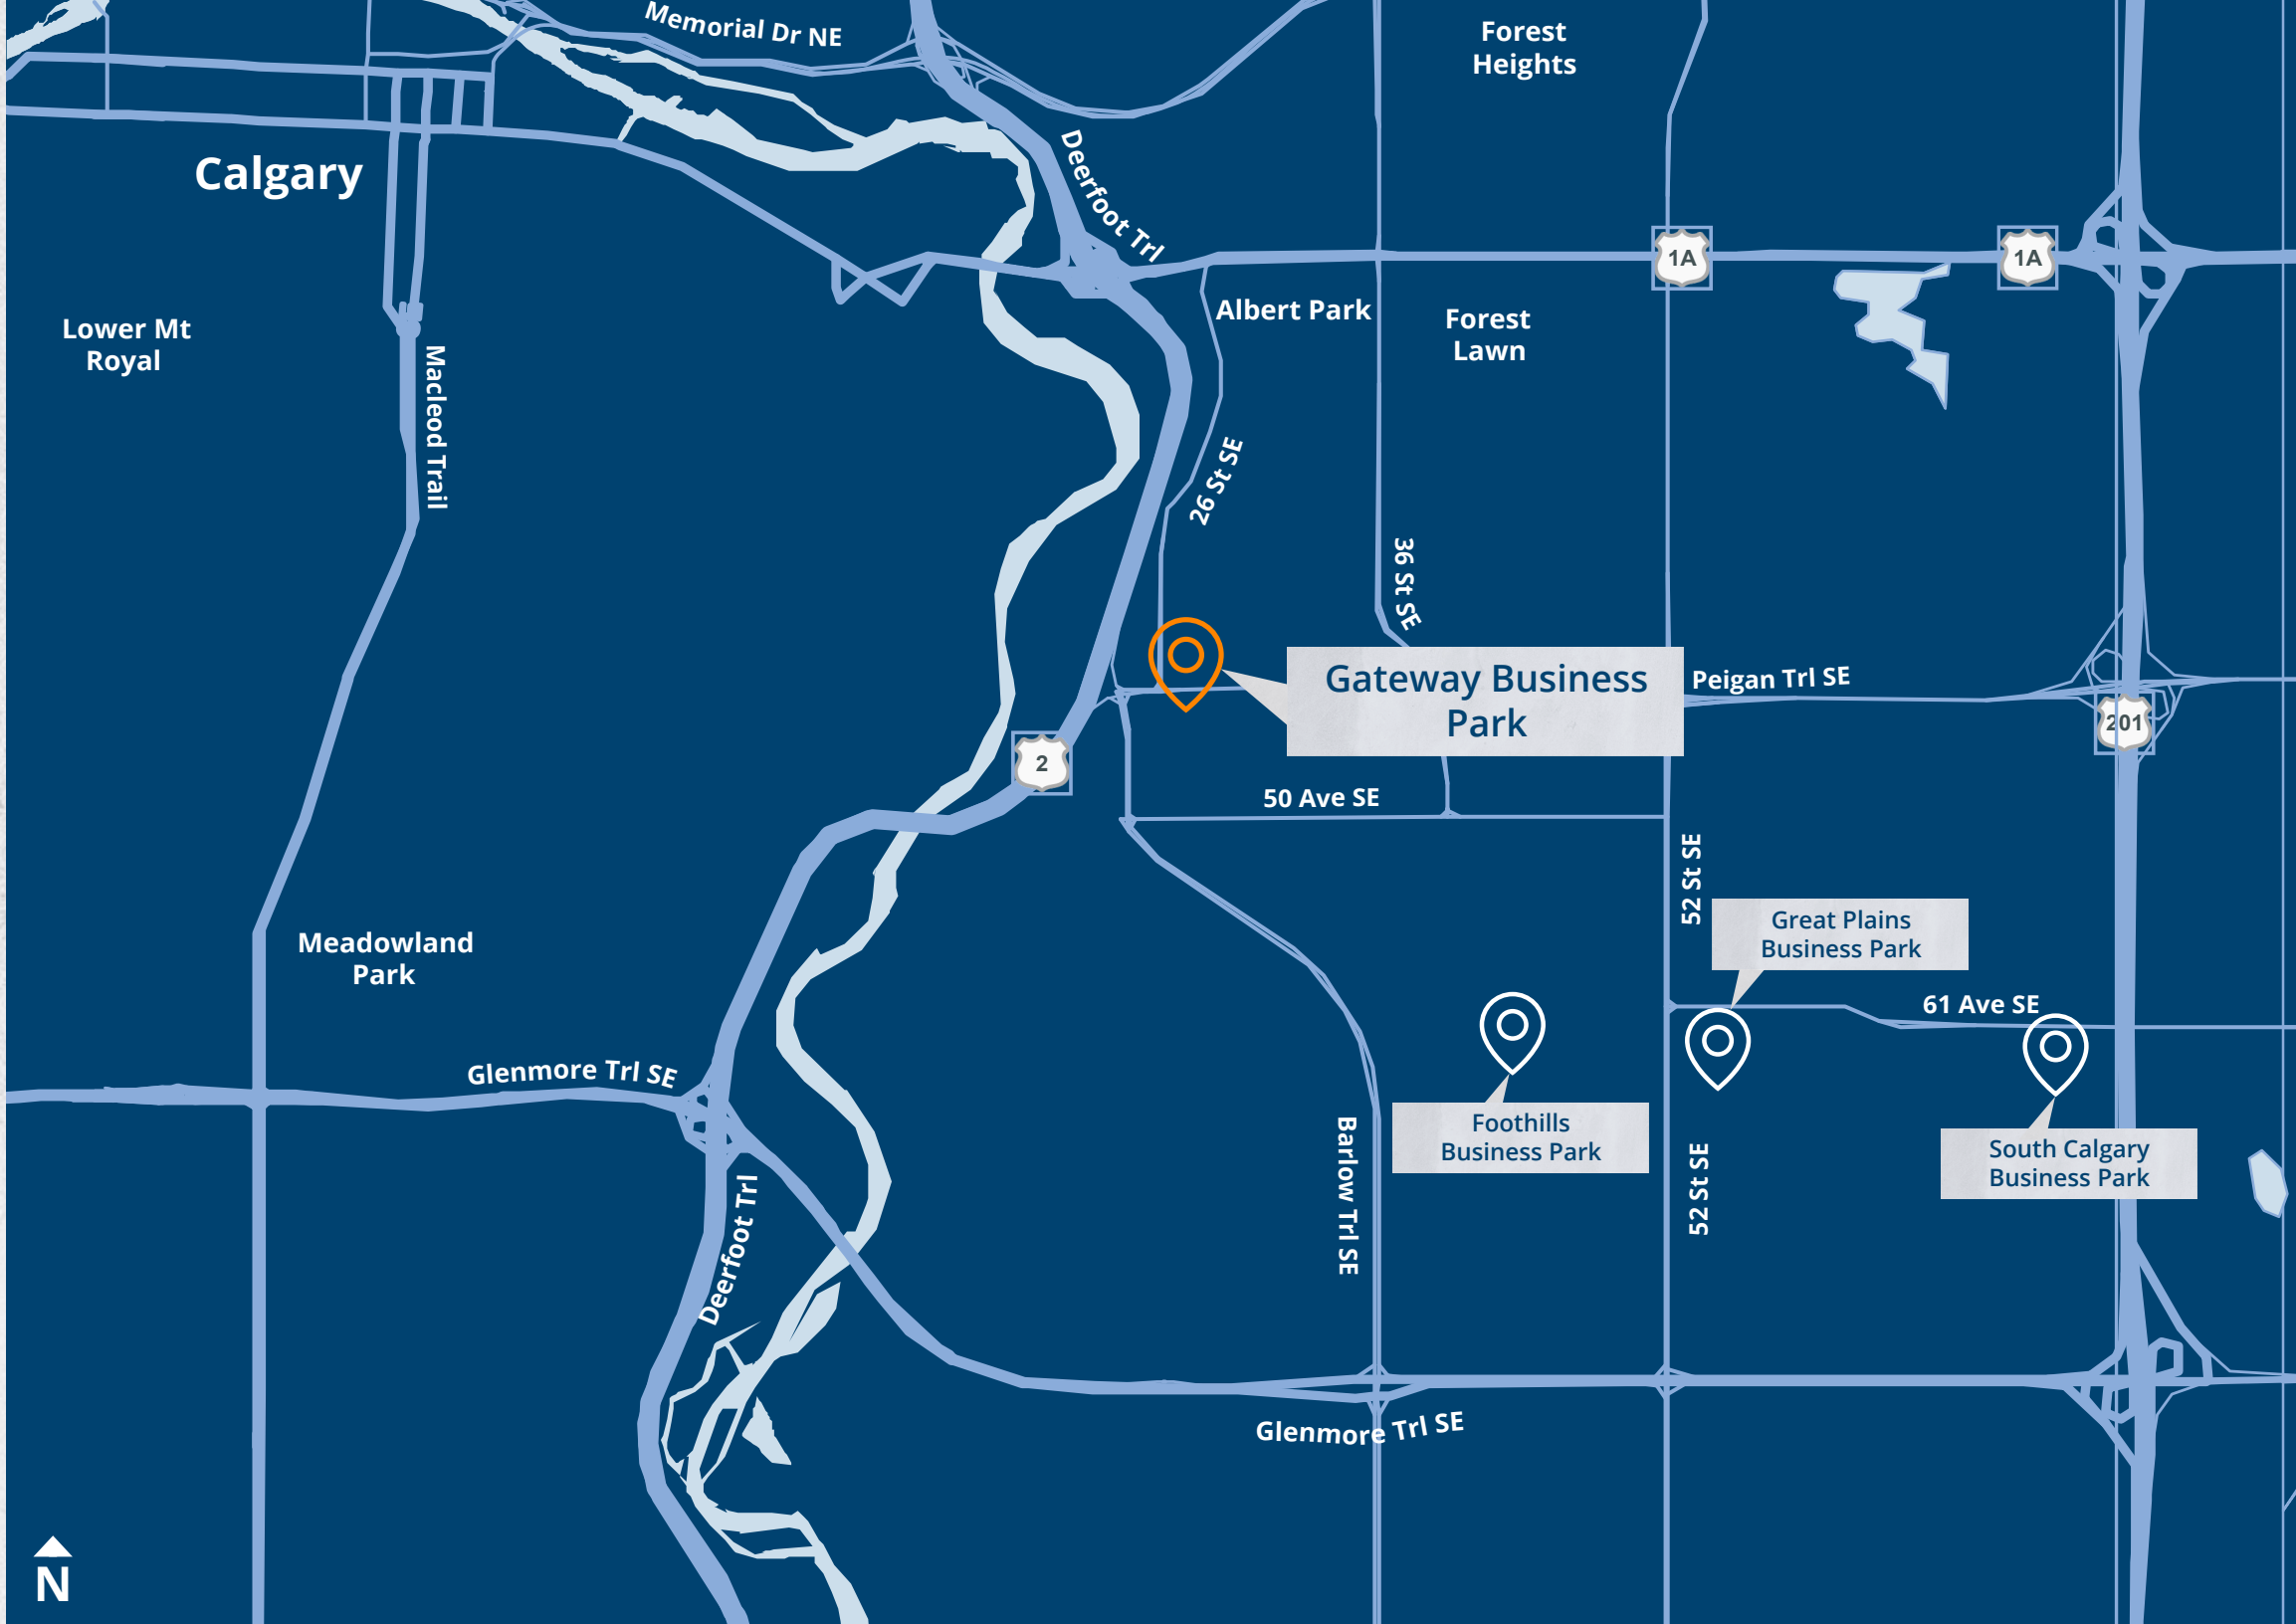 Memorial Dr NE
Forest
Heights
Calgary
Deerfoot Trl
1A
1A
Albert Park
Forest
Lawn
Lower Mt
Royal
Macleod Trail
26 St SE
36 St SE
Gateway Business
Park
Peigan Trl SE
201
2
50 Ave SE
52 St SE
Great Plains
Business Park
Meadowland
Park
61 Ave SE
Glenmore Trl SE
Foothills
Business Park
South Calgary
Business Park
Barlow Trl SE
52 St SE
Deerfoot Trl
Glenmore Trl SE
N